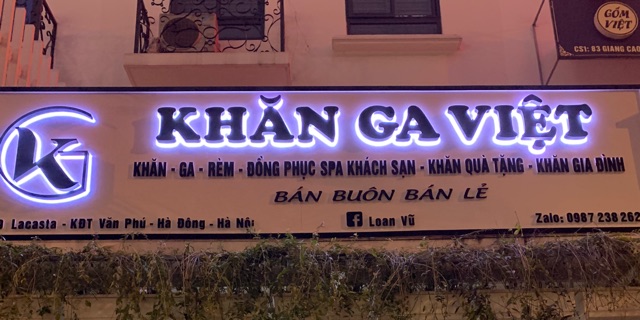 GỐM
VIỆT
CS1: 83 GIANG CAO
KG
KHĂN GA VIỆT
KHĂN - GA - RÈM - ĐỒNG PHỤC SPA KHÁCH SẠN - KHĂN QUÀ TẶNG - KHĂN GIA ĐÌNH
BÁN BUÔN BÁN LẺ
Lacasta - KĐT Văn Phú - Hà Đông - Hà Nội
Loan Vũ
Zalo: 0987 238 262